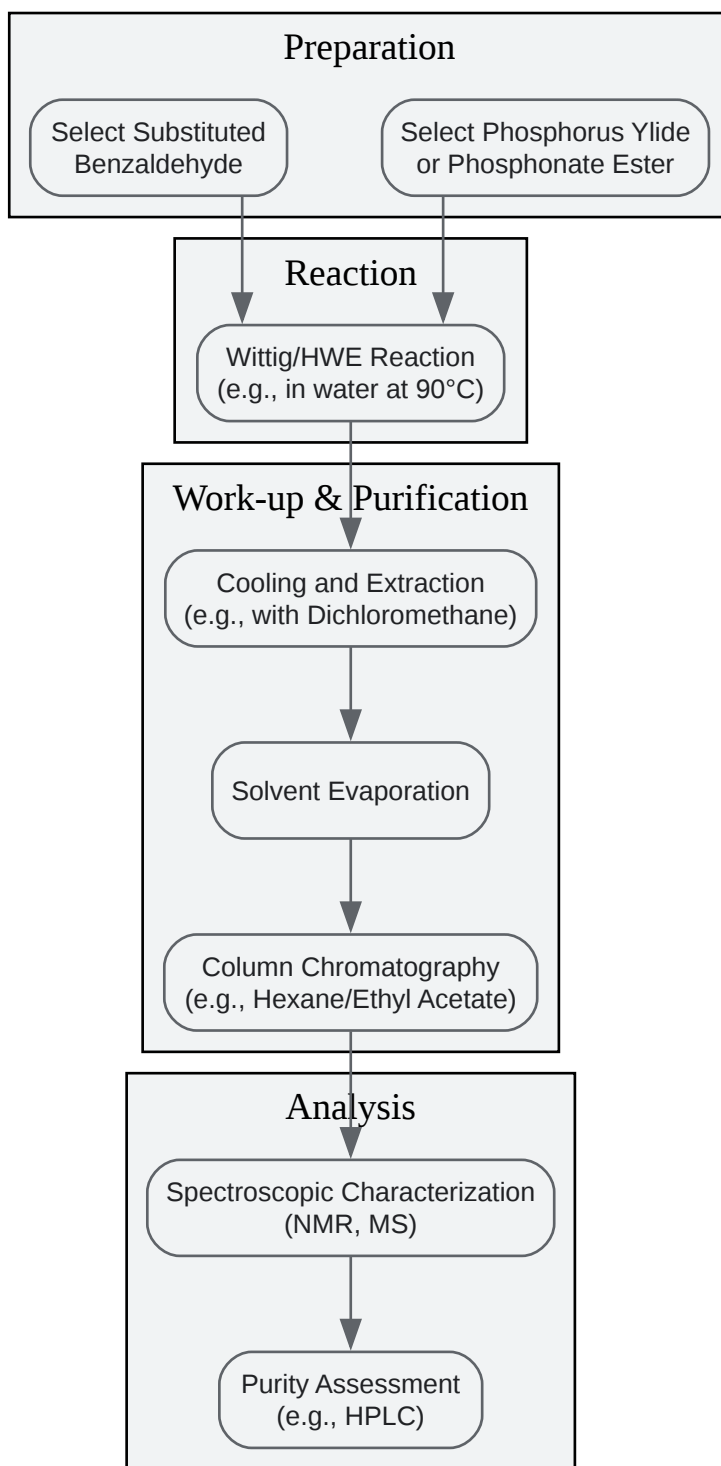 Preparation
Select Substituted
Benzaldehyde
Select Phosphorus Ylide
or Phosphonate Ester
Reaction
Wittig/HWE Reaction
(e.g., in water at 90°C)
Work-up & Purification
Cooling and Extraction
(e.g., with Dichloromethane)
Solvent Evaporation
Column Chromatography
(e.g., Hexane/Ethyl Acetate)
Analysis
Spectroscopic Characterization
(NMR, MS)
Purity Assessment
(e.g., HPLC)